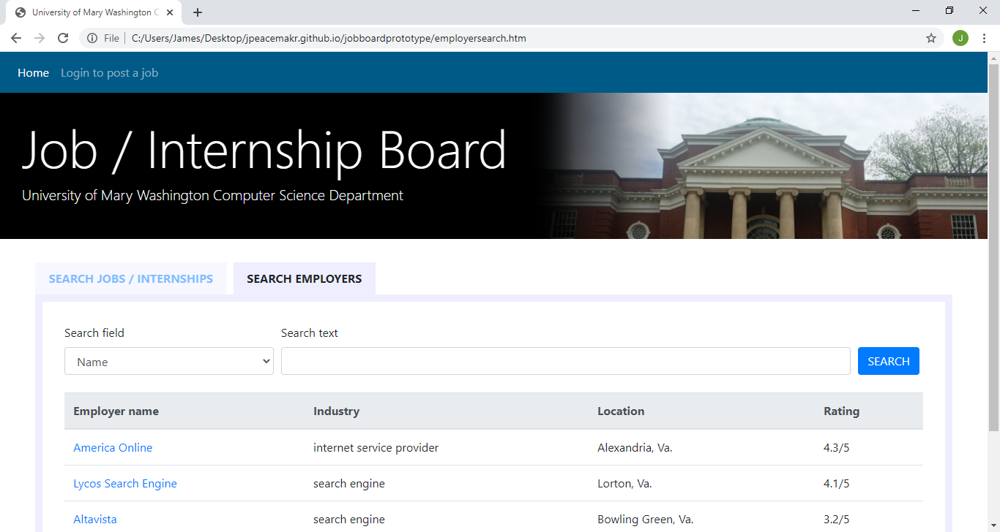 University of Mary Washington C
File
C:/Users/James/Desktop/jpeacemakr.github.io/jobboardprototype/employersearch.htm
J
Home Login to post a job
Job / Internship Board
University of Mary Washington Computer Science Department
SEARCH JOBS / INTERNSHIPS SEARCH EMPLOYERS
Search field Search text
Name SEARCH
Employer name Industry Location Rating
America Online internet service provider Alexandria, Va. 4.3/5
Lycos Search Engine search engine Lorton, Va. 4.1/5
Altavista search engine Bowling Green, Va. 3.2/5